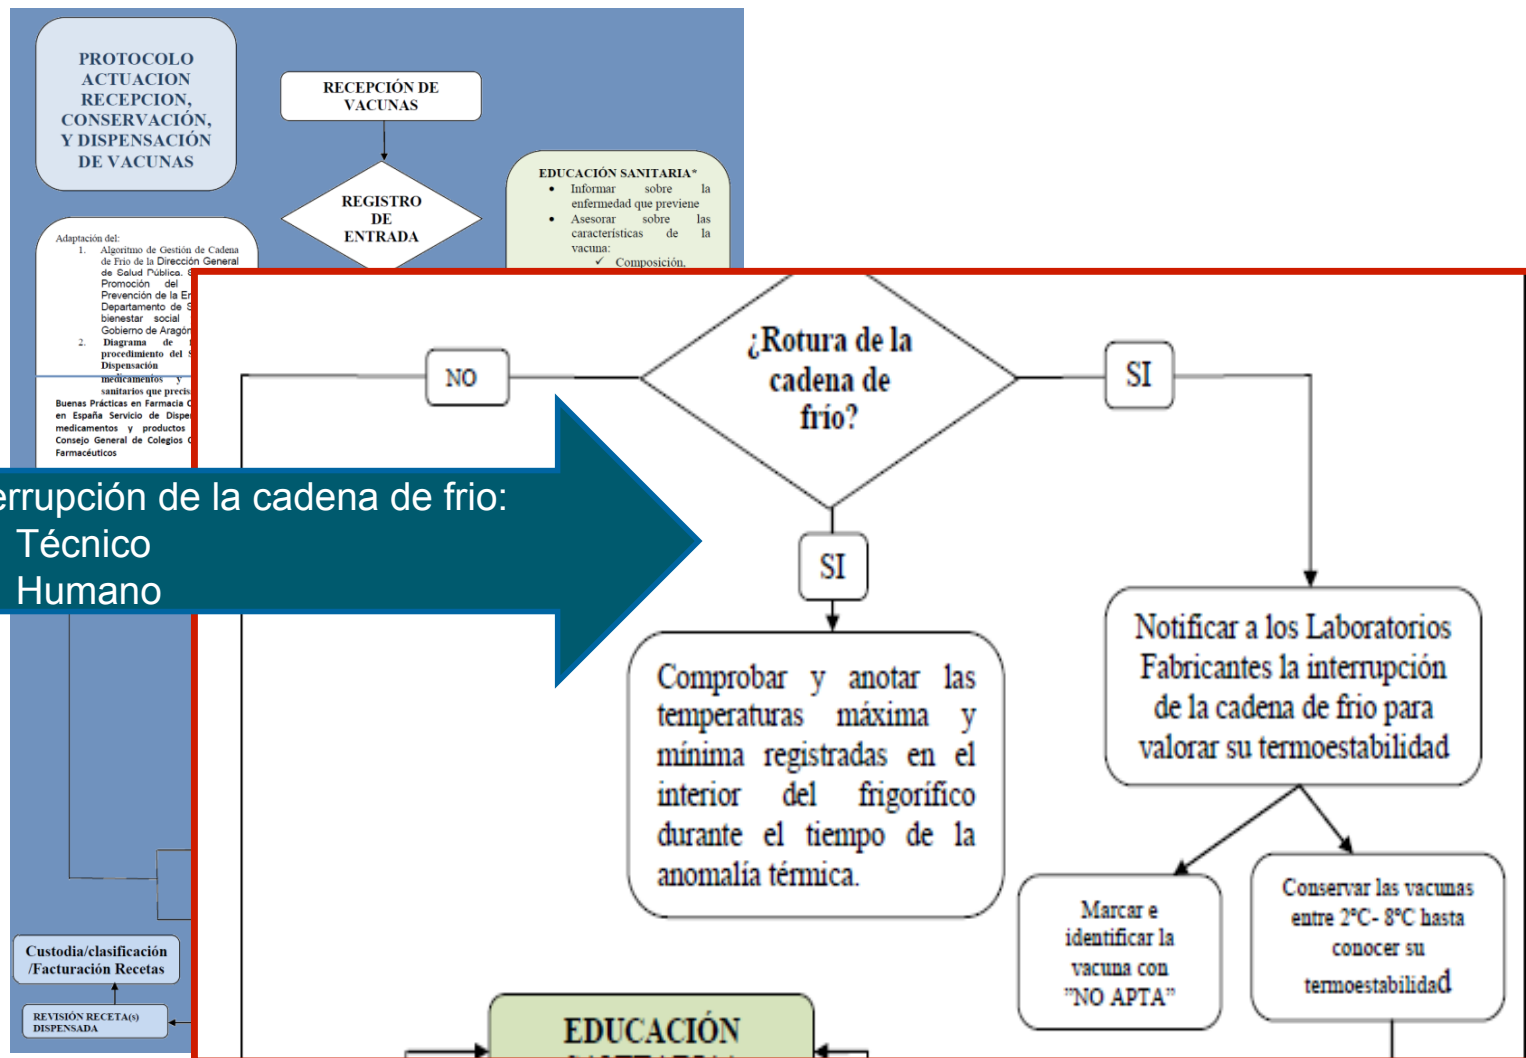 PROTOCOLO
ACTUACION
RECEPCION,
CONSERVACIÓN,
Y DISPENSACIÓN
DE VACUNAS
RECEPCIÓN DE
VACUNAS
REGISTRO
DE
ENTRADA
EDUCACIÓN SANITARIA*
• Informar sobre la
enfermedad que previene
• Asesorar sobre las
características de la
vacuna:
✓ Composición,
Adaptación del:
1. Algoritmo de Gestión de Cadena
de Frio de la Dirección General
de Salud Pública.
Promoción del
Prevención de la
Departamento de
bienestar social
Gobierno de Aragón
2. Diagrama de
procedimiento del
Dispensación
medicamentos y
sanitarios que
Buenas Prácticas en Farmacia
en España Servicio de
medicamentos y productos
Consejo General de Colegios
Farmacéuticos
errupción de la cadena de frio:
Técnico
Humano
¿Rotura de la
cadena de
frío?
NO
SI
SI
Comprobar y anotar las
temperaturas máxima y
mínima registradas en el
interior del frigorífico
durante el tiempo de la
anomalía térmica.
Notificar a los Laboratorios
Fabricantes la interrupción
de la cadena de frio para
valorar su termoestabilidad
Marcar e
identificar la
vacuna con
”NO APTA”
Conservar las vacunas
entre 2ºC- 8ºC hasta
conocer su
termoestabilidad
EDUCACIÓN
Custodia/clasificación
/Facturación Recetas
REVISIÓN RECETA(s)
DISPENSADA